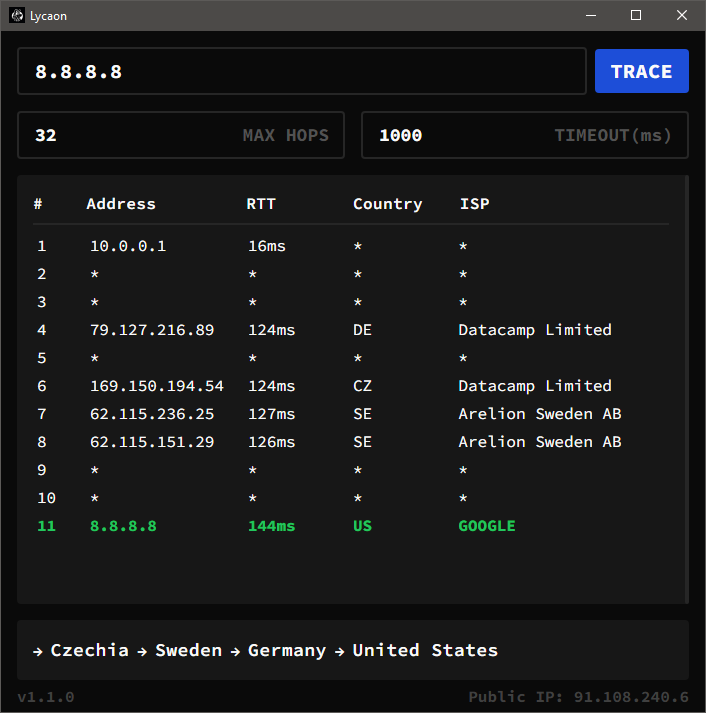 Lycaon
8.8.8.8 TRACE
32 MAX HOPS 1000 TIMEOUT(ms)
# Address RTT Country ISP
1 10.0.0.1 16ms * *
2 * * * *
3 * * * *
4 79.127.216.89 124ms DE Datacamp Limited
5 * * * *
6 169.150.194.54 124ms CZ Datacamp Limited
7 62.115.236.25 127ms SE Arelion Sweden AB
8 62.115.151.29 126ms SE Arelion Sweden AB
9 * * * *
10 * * * *
11 8.8.8.8 144ms US GOOGLE
→ Czechia → Sweden → Germany → United States
v1.1.0 Public IP: 91.108.240.6